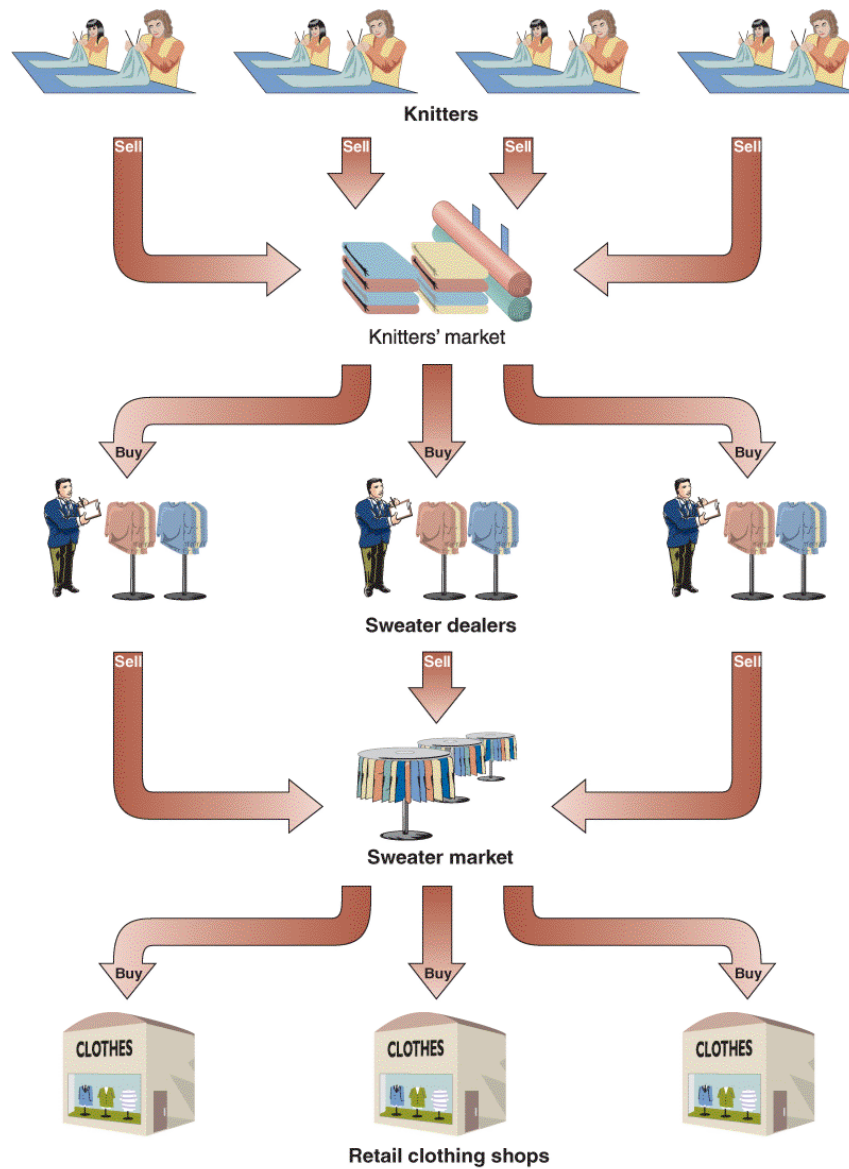 Knitters
Sell
Sell
Sell
Sell
Knitters’ market
Buy
Buy
Buy
Sweater dealers
Sell
Sell
Sell
Sweater market
Buy
Buy
Buy
CLOTHES
CLOTHES
CLOTHES
Retail clothing shops